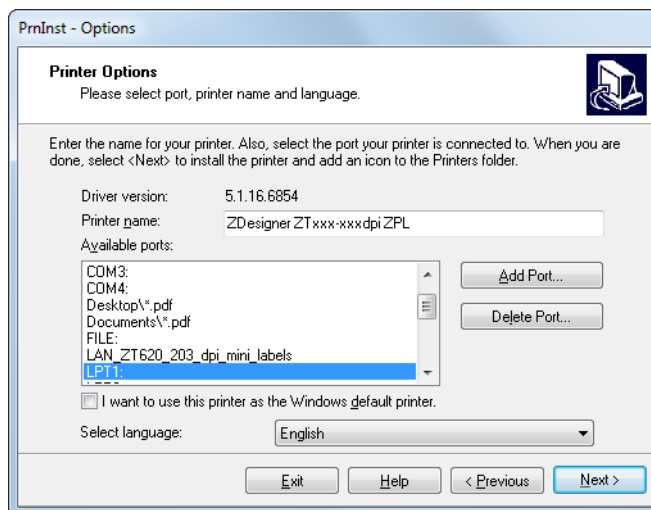 PrnInst - Options
Printer Options
Please select port, printer name and language.
Enter the name for your printer. Also, select the port your printer is connected to. When you are
done, select <Next> to install the printer and add an icon to the Printers folder.
Driver version: 5.1.16.6854
Printer name: ZDesigner ZTxxx-xxxdpi ZPL
Available ports:
COM3:
COM4:
Desktop\*.pdf
Documents\*.pdf
FILE:
LAN_ZT620_203_dpi_mini_labels
LPT1:
Add Port...
Delete Port...
I want to use this printer as the Windows default printer.
Select language: English
Exit Help < Previous Next >